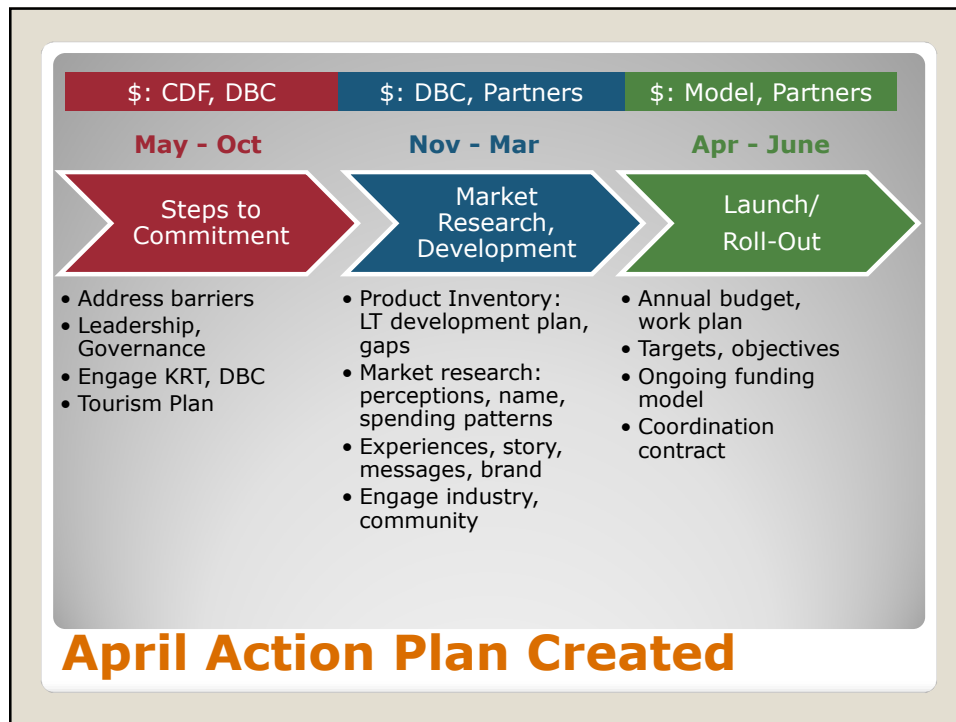 $: CDF, DBC
$: DBC, Partners
$: Model, Partners
May - Oct
Nov - Mar
Apr - June
Steps to
Commitment
Market
Research,
Development
Launch/
Roll-Out
• Address barriers
• Leadership,
Governance
• Engage KRT, DBC
• Tourism Plan
• Product Inventory:
LT development plan,
gaps
• Market research:
perceptions, name,
spending patterns
• Experiences, story,
messages, brand
• Engage industry,
community
• Annual budget,
work plan
• Targets, objectives
• Ongoing funding
model
• Coordination
contract
April Action Plan Created